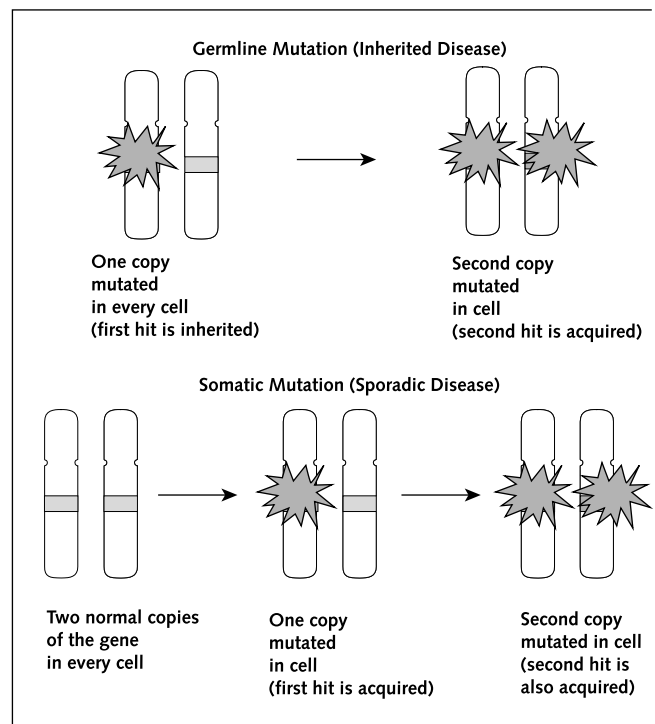 Germline Mutation (Inherited Disease)
One copy
mutated
in every cell
(first hit is inherited)
Second copy
mutated
in cell
(second hit is acquired)
Somatic Mutation (Sporadic Disease)
Two normal copies
of the gene
in every cell
One copy
mutated
in cell
(first hit is acquired)
Second copy
mutated in cell
(second hit is
also acquired)